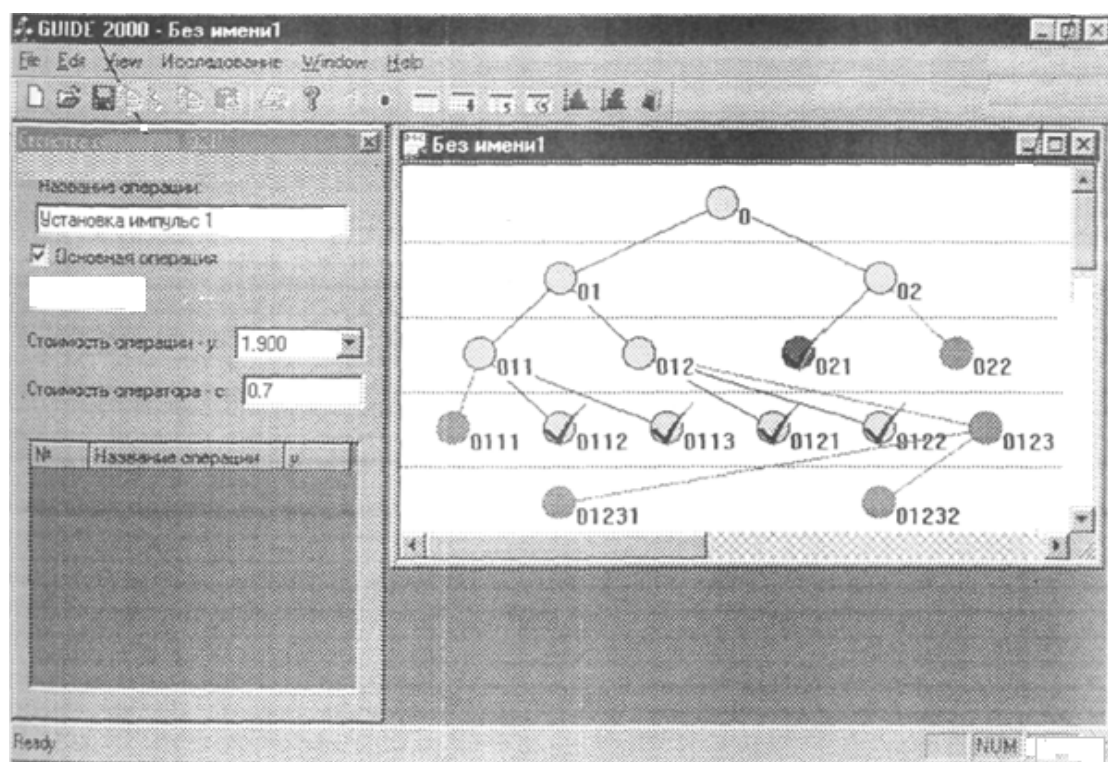 GUIDE 2000 - Без имени1
File Edit View Исследование Window Help
Название операции:
Установка импульс 1
Основная операция
Стоимость операции - y: 1.900
Стоимость оператора - c: 0.7
№ Название операции y
Без имени1
0
01 02
011 012 021 022
0111 0112 0113 0121 0122 0123
01231 01232
Ready NUM